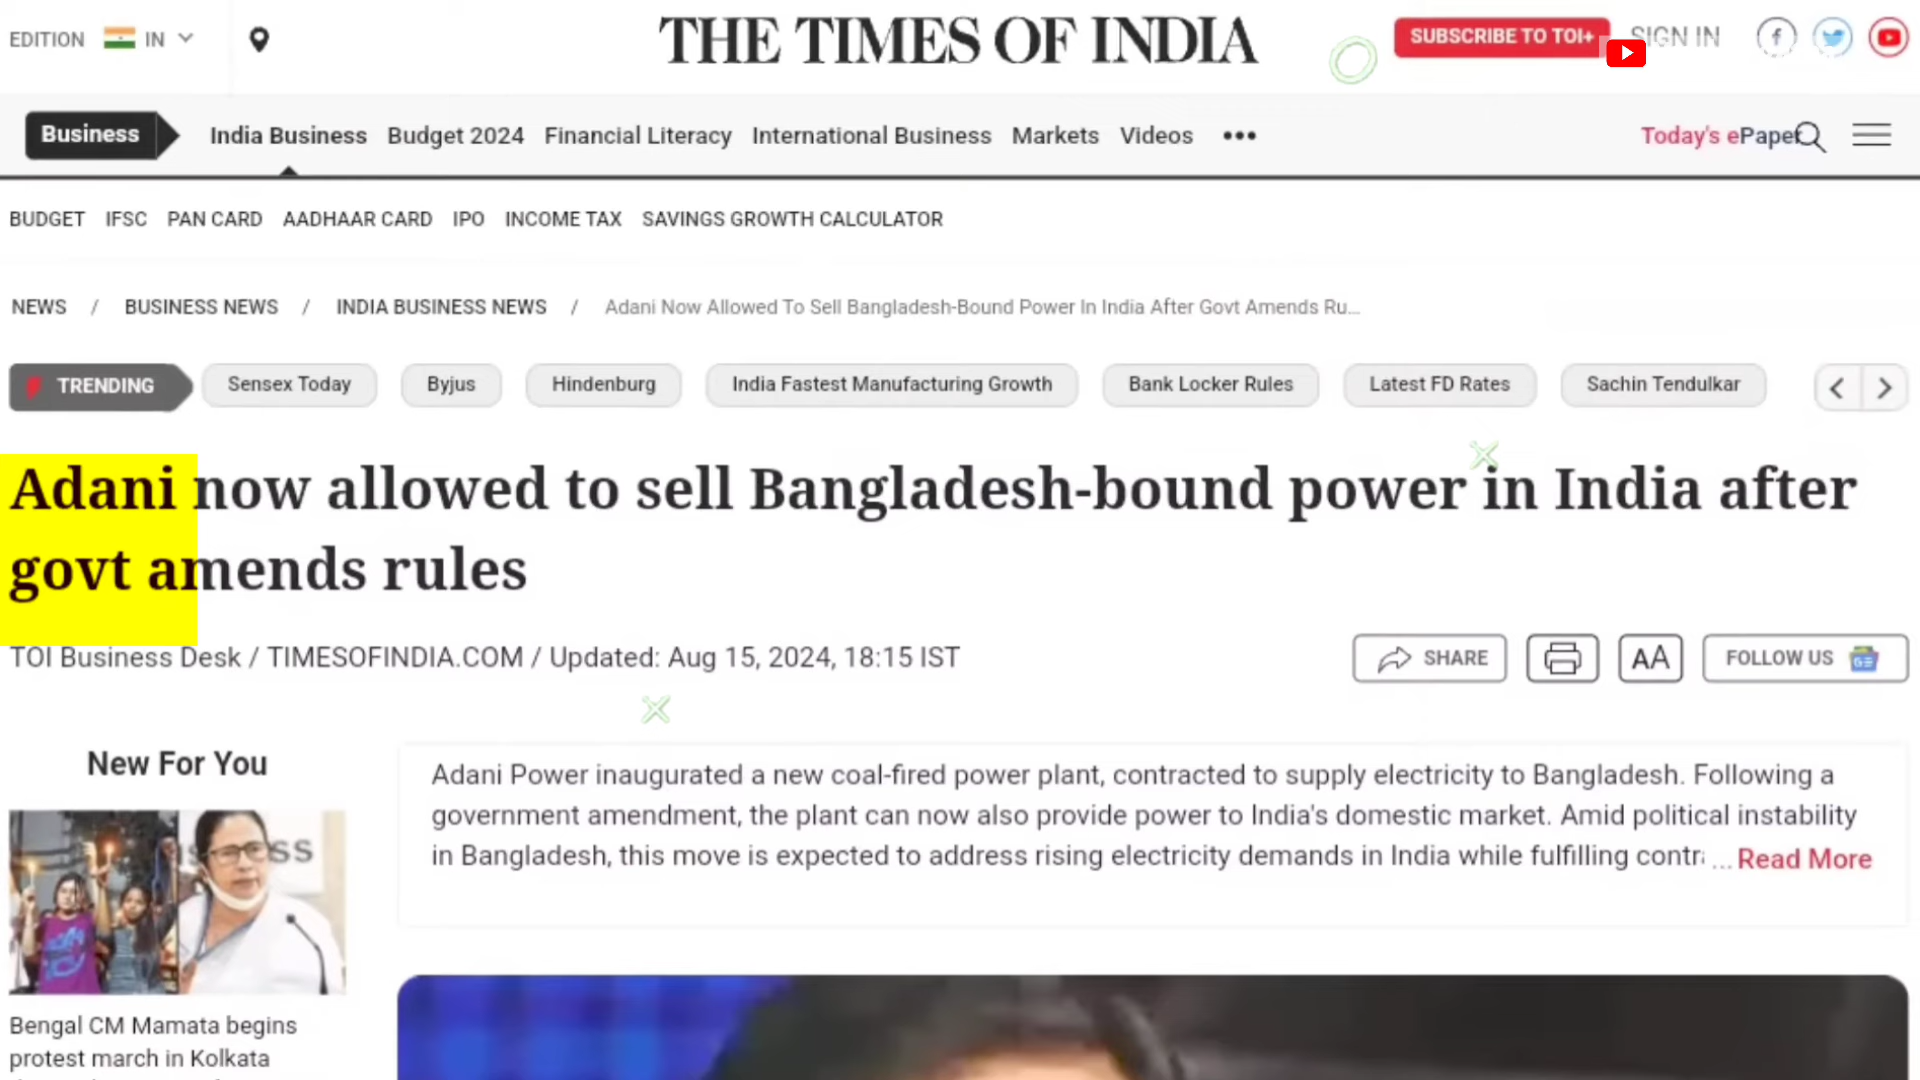 EDITION IN
THE TIMES OF INDIA
SUBSCRIBE TO TOI+
SIGN IN
Business
India Business Budget 2024 Financial Literacy International Business Markets Videos •••
Today's ePaper
BUDGET IFSC PAN CARD AADHAAR CARD IPO INCOME TAX SAVINGS GROWTH CALCULATOR
NEWS / BUSINESS NEWS / INDIA BUSINESS NEWS / Adani Now Allowed To Sell Bangladesh-Bound Power In India After Govt Amends Ru...
TRENDING Sensex Today Byjus Hindenburg India Fastest Manufacturing Growth Bank Locker Rules Latest FD Rates Sachin Tendulkar
Adani now allowed to sell Bangladesh-bound power in India after
govt amends rules
TOI Business Desk / TIMESOFINDIA.COM / Updated: Aug 15, 2024, 18:15 IST
SHARE
AA
FOLLOW US
New For You
Adani Power inaugurated a new coal-fired power plant, contracted to supply electricity to Bangladesh. Following a
government amendment, the plant can now also provide power to India's domestic market. Amid political instability
in Bangladesh, this move is expected to address rising electricity demands in India while fulfilling contr ... Read More
Bengal CM Mamata begins
protest march in Kolkata